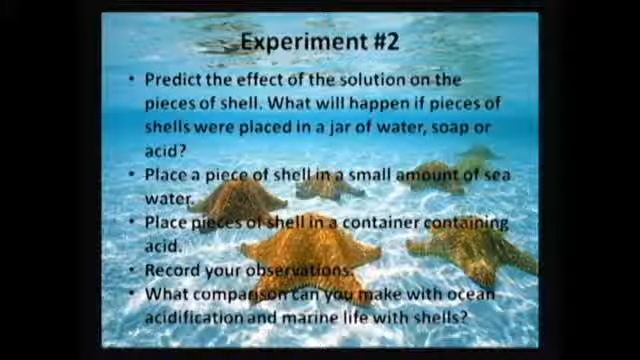 Experiment #2
• Predict the effect of the solution on the
pieces of shell. What will happen if pieces of
shells were placed in a jar of water, soap or
acid?
• Place a piece of shell in a small amount of sea
water.
• Place pieces of shell in a container containing
acid.
• Record your observations.
• What comparison can you make with ocean
acidification and marine life with shells?